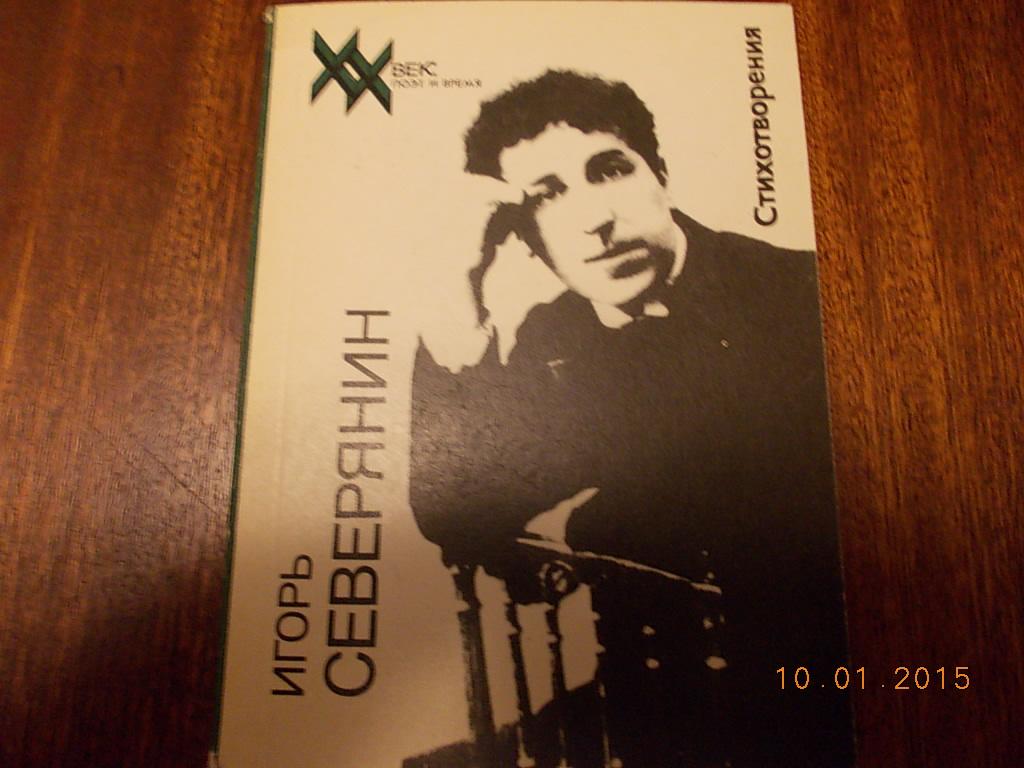 XX
ВЕК:
ПОЭТ И ВРЕМЯ
Стихотворения
ИГОРЬ
СЕВЕРЯНИН
10.01.2015